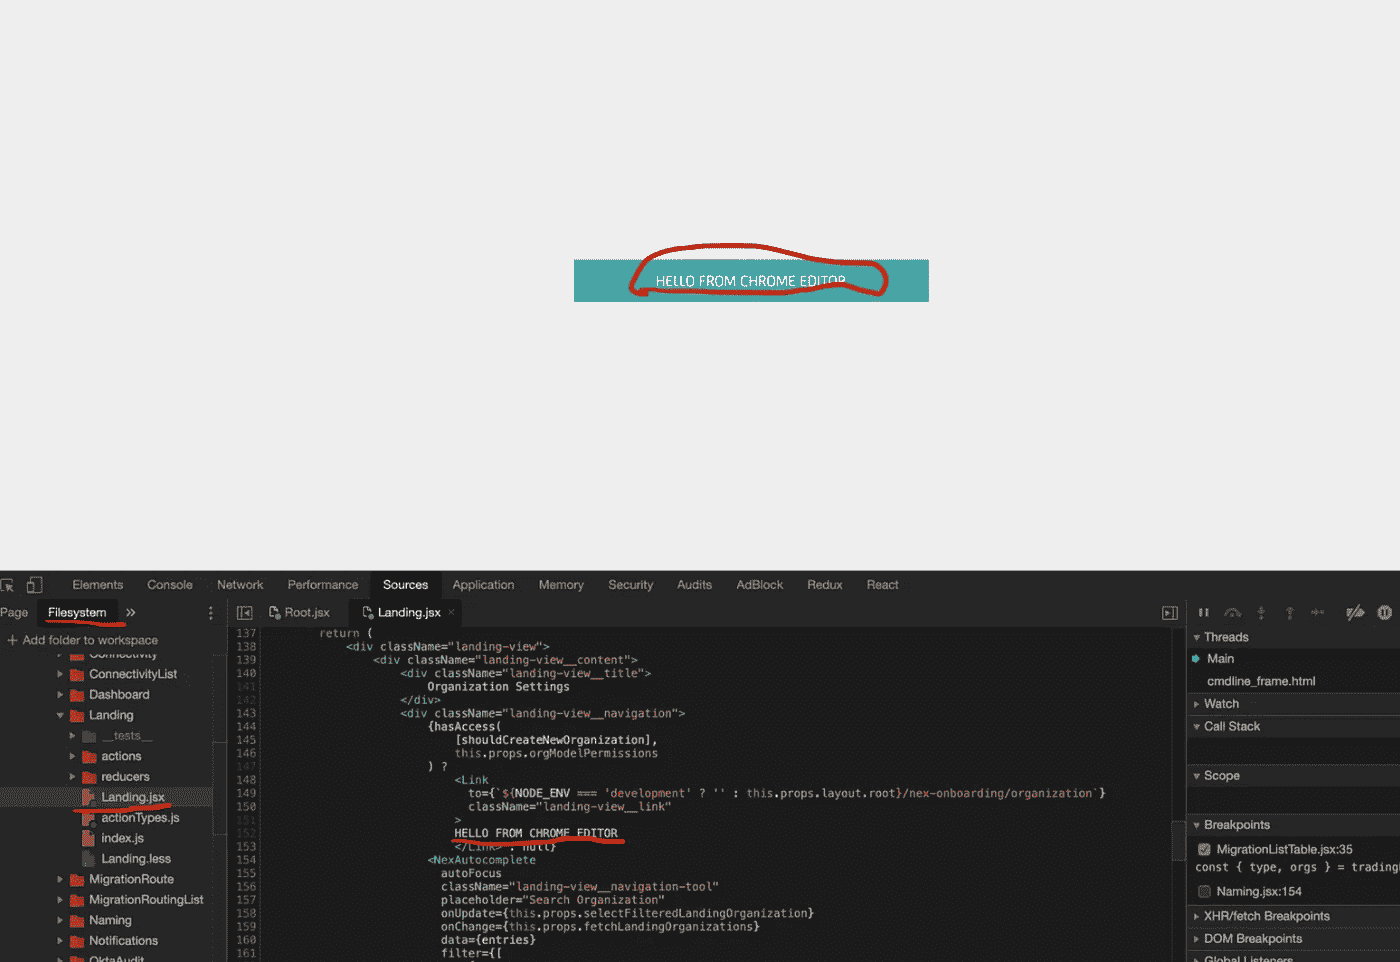 HELLO FROM CHROME EDITOR
Elements Console Network Performance Sources Application Memory Security Audits AdBlock Redux React
Page Filesystem »
+ Add folder to workspace
Connectivity
ConnectivityList
Dashboard
Landing
__tests__
actions
reducers
Landing.jsx
actionTypes.js
index.js
Landing.less
MigrationRoute
MigrationRoutingList
Naming
Notifications
OktaAudit
Root.jsx Landing.jsx ×
137 return (
138 <div className="landing-view">
139 <div className="landing-view__content">
140 <div className="landing-view__title">
141 Organization Settings
142 </div>
143 <div className="landing-view__navigation">
144 {hasAccess(
145 [shouldCreateNewOrganization],
146 this.props.orgModelPermissions
147 ) ?
148 <Link
149 to={`${NODE_ENV === 'development' ? '' : this.props.layout.root}/nex-onboarding/organization`}
150 className="landing-view__link"
151 >
152 HELLO FROM CHROME EDITOR
153 </Link> : null}
154 <NexAutocomplete
155 autoFocus
156 className="landing-view__navigation-tool"
157 placeholder="Search Organization"
158 onUpdate={this.props.selectFilteredLandingOrganization}
159 onChange={this.props.fetchLandingOrganizations}
160 data={entries}
161 filter={[
Threads
Main
cmdline_frame.html
Watch
Call Stack
Scope
Breakpoints
MigrationListTable.jsx:35
const { type, orgs } = trading
Naming.jsx:154
XHR/fetch Breakpoints
DOM Breakpoints
Global Listeners